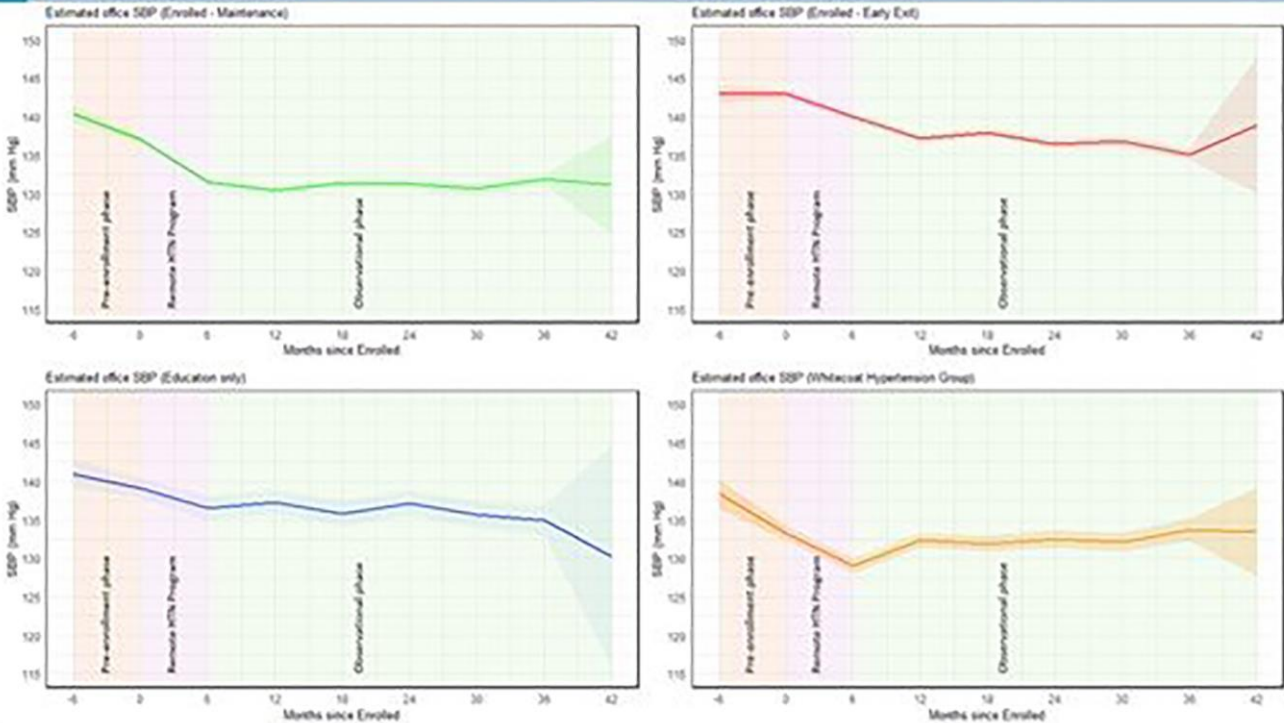 Estimated office SBP (Enrolled - Maintenance)
150
145
140
135
130
125
120
115
SBP (mm Hg)
Pre-enrollment phase
Remote HTN Program
Observational phase
-6 0 6 12 18 24 30 36 42
Months since Enrolled
Estimated office SBP (Enrolled - Early Exit)
150
145
140
135
130
125
120
115
SBP (mm Hg)
Pre-enrollment phase
Remote HTN Program
Observational phase
-6 0 6 12 18 24 30 36 42
Months since Enrolled
Estimated office SBP (Education only)
150
145
140
135
130
125
120
115
SBP (mm Hg)
Pre-enrollment phase
Remote HTN Program
Observational phase
-6 0 6 12 18 24 30 36 42
Months since Enrolled
Estimated office SBP (Whitecoat Hypertension Group)
150
145
140
135
130
125
120
115
SBP (mm Hg)
Pre-enrollment phase
Remote HTN Program
Observational phase
-6 0 6 12 18 24 30 36 42
Months since Enrolled